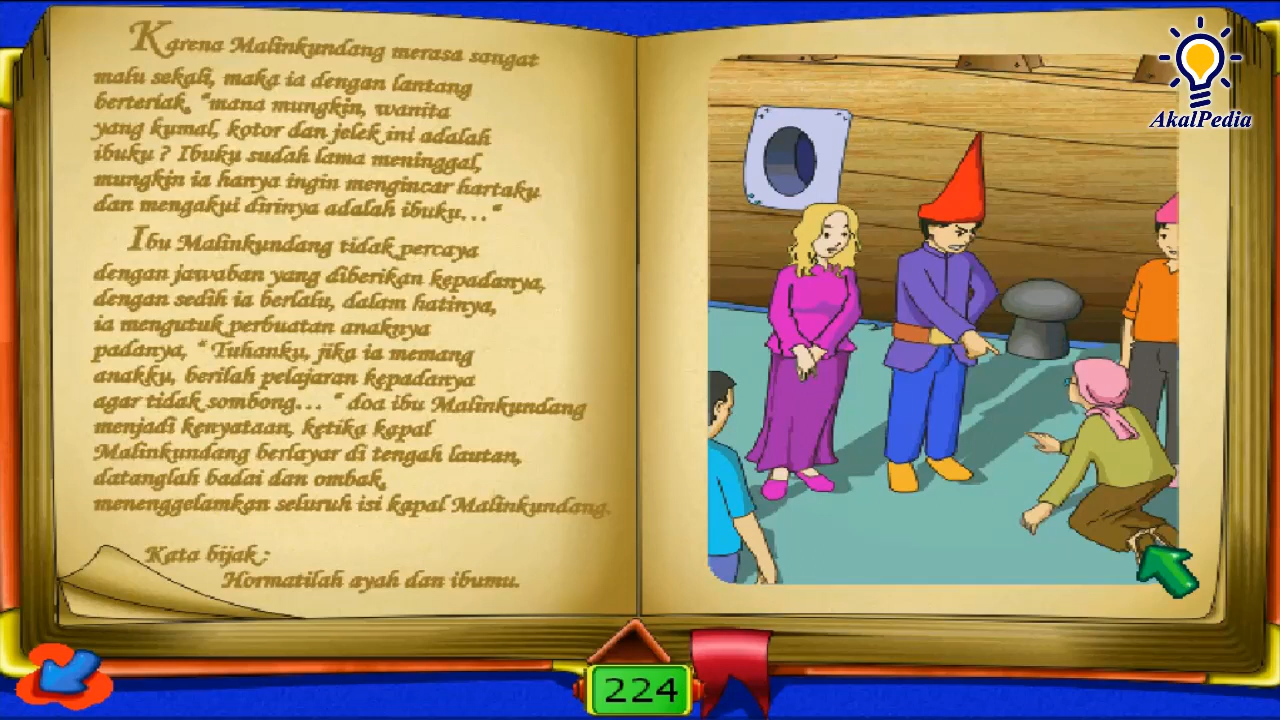 Karena Malinkundang merasa sangat
malu sekali, maka ia dengan lantang
berteriak, "mana mungkin, wanita
yang kumal, kotor dan jelek ini adalah
ibuku ? Ibuku sudah lama meninggal,
mungkin ia hanya ingin mengincar hartaku
dan mengakui dirinya adalah ibuku..."
Ibu Malinkundang tidak percaya
dengan jawaban yang diberikan kepadanya,
dengan sedih ia berlalu, dalam hatinya,
ia mengutuk perbuatan anaknya
padanya, " Tuhanku, jika ia memang
anakku, berilah pelajaran kepadanya
agar tidak sombong... " doa ibu Malinkundang
menjadi kenyataan, ketika kapal
Malinkundang berlayar di tengah lautan,
datanglah badai dan ombak,
menenggelamkan seluruh isi kapal Malinkundang.
Kata bijak :
Hormatilah ayah dan ibumu.
AkalPedia
224